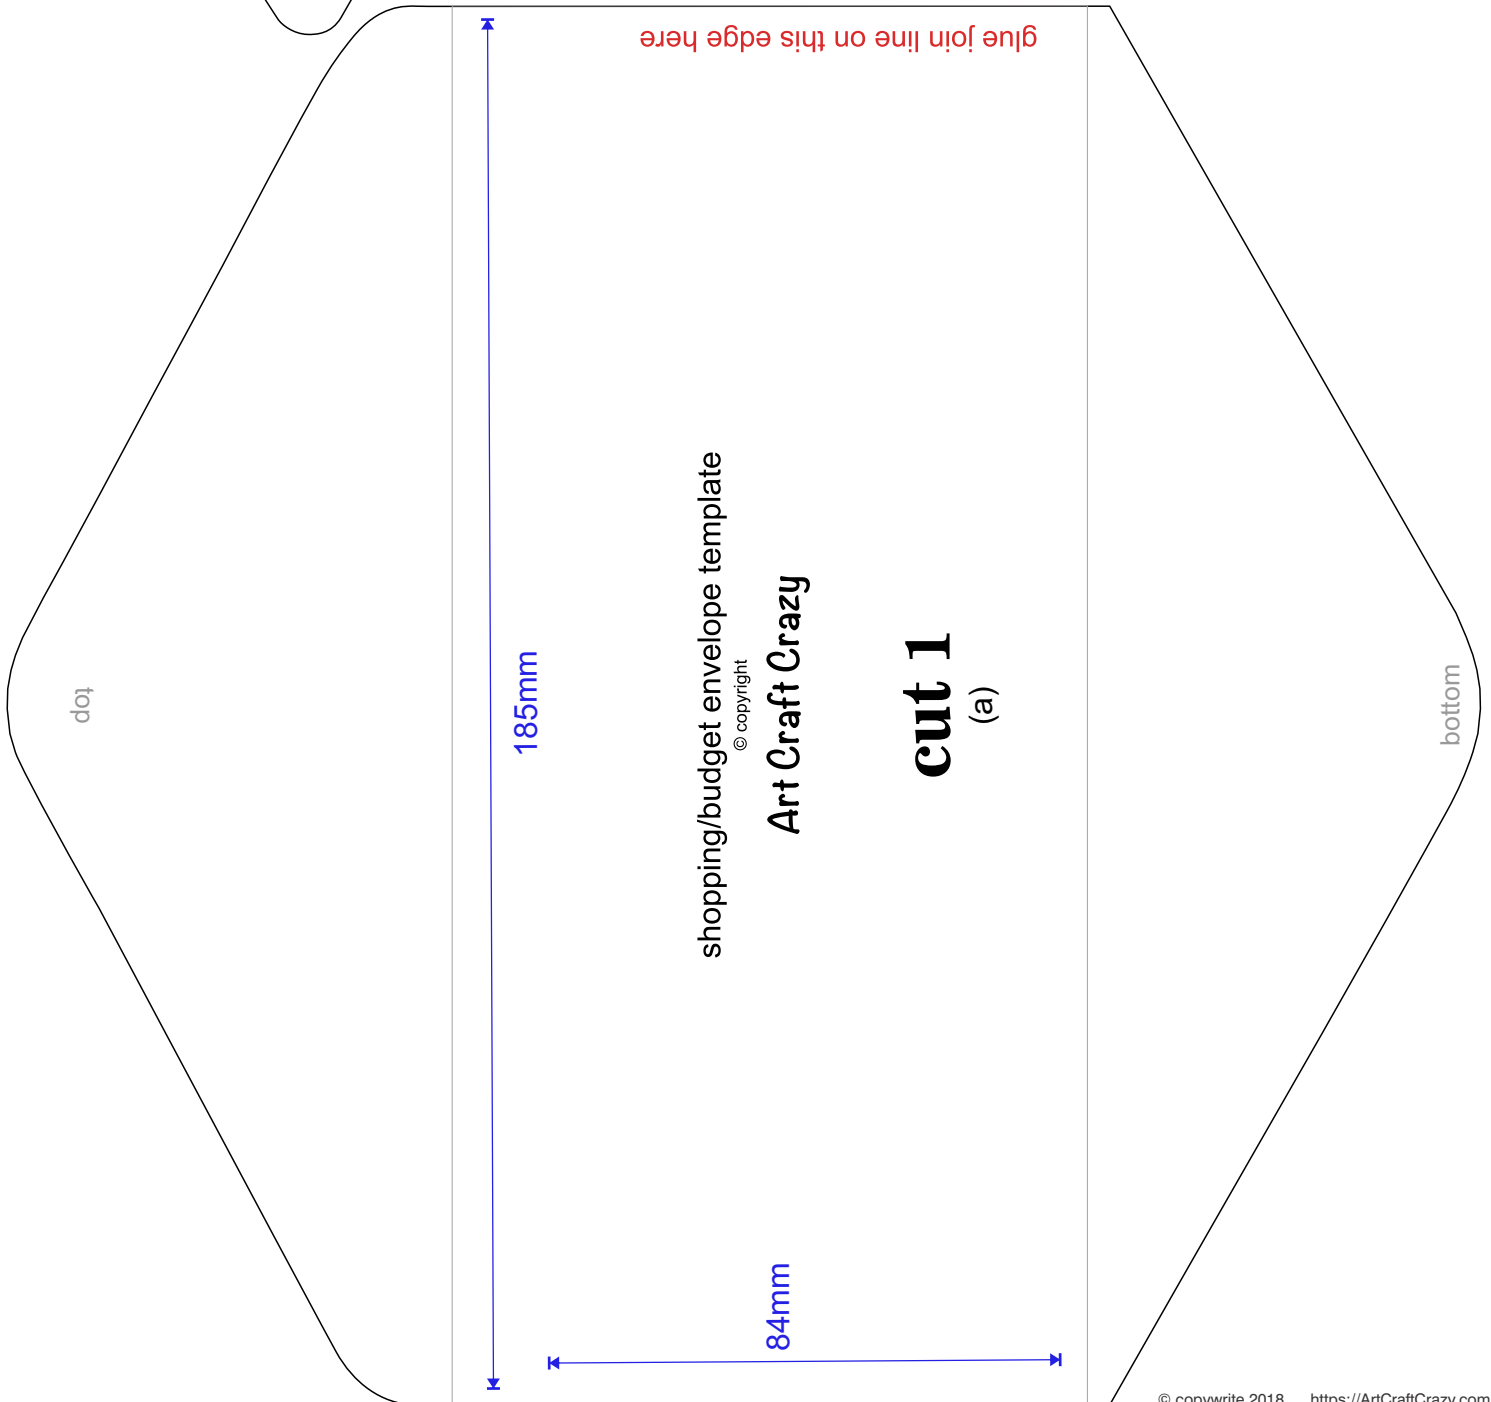 glue join line on this edge here
top
185mm
shopping/budget envelope template
© copyright
Art Craft Crazy
cut 1
(a)
bottom
84mm
© copywrite 2018 https://ArtCraftCrazy.com